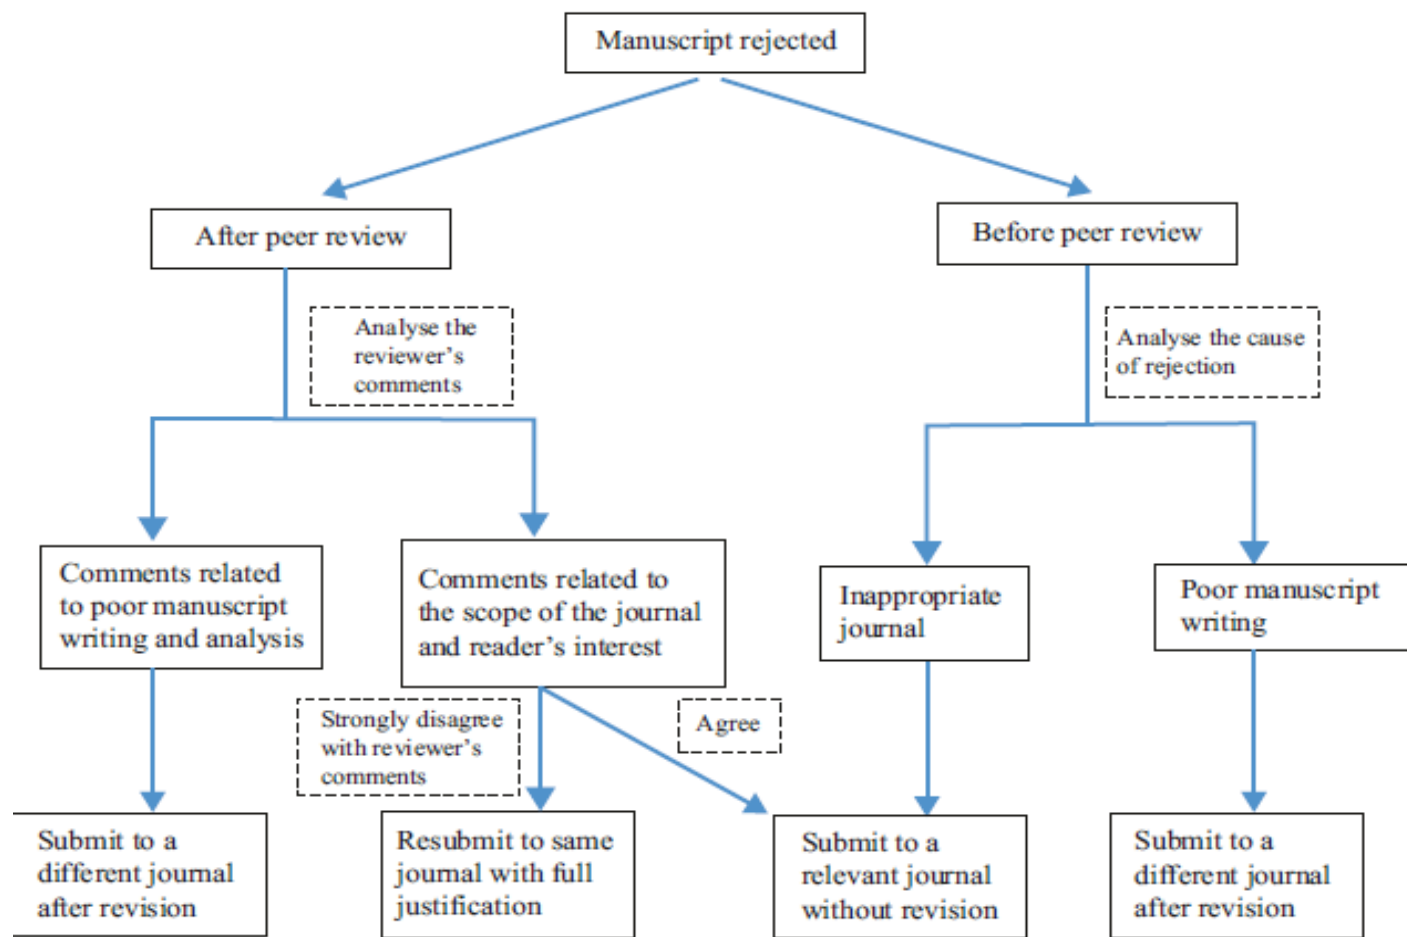 Manuscript rejected
After peer review
Before peer review
Analyse the
reviewer's
comments
Analyse the cause
of rejection
Comments related
to poor manuscript
writing and analysis
Comments related to
the scope of the journal
and reader's interest
Inappropriate
journal
Poor manuscript
writing
Strongly disagree
with reviewer's
comments
Agree
Submit to a
different journal
after revision
Resubmit to same
journal with full
justification
Submit to a
relevant journal
without revision
Submit to a
different journal
after revision